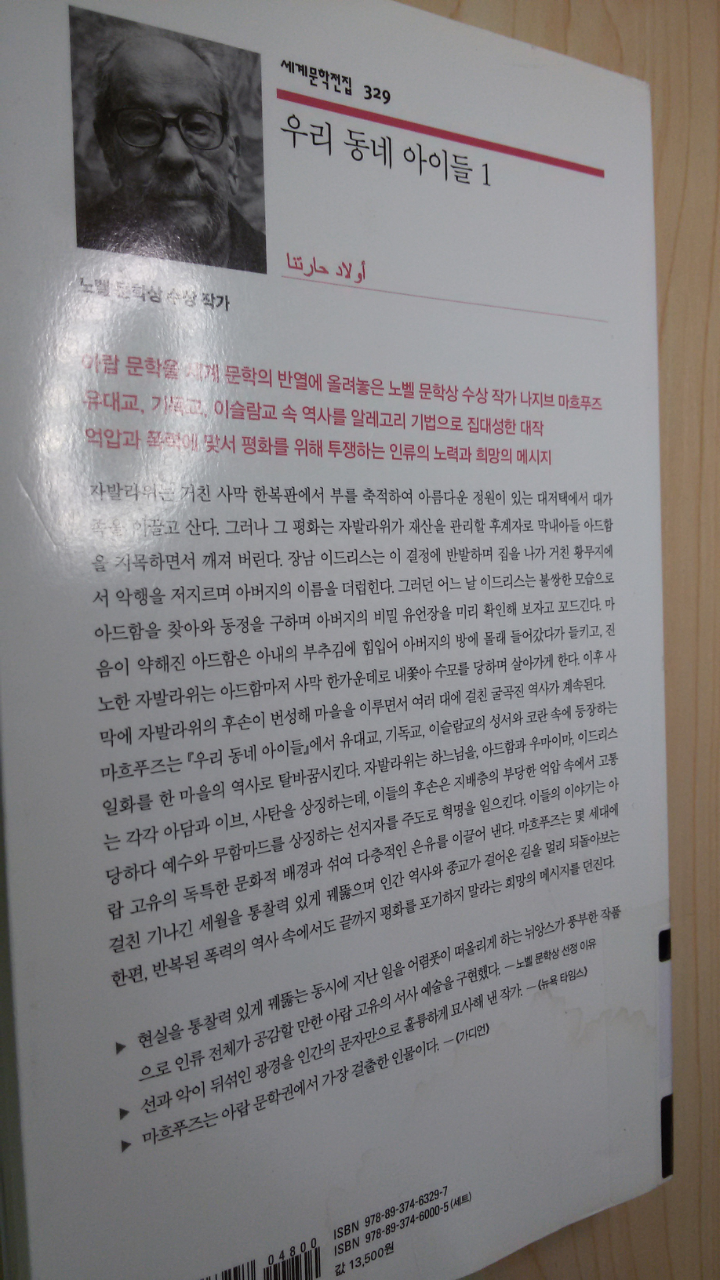 세계문학전집 329
우리 동네 아이들 1
أولاد حارتنا
노벨 문학상 수상 작가
아랍 문학을 세계 문학의 반열에 올려놓은 노벨 문학상 수상 작가 나지브 마흐푸즈
유대교, 기독교, 이슬람교 속 역사를 알레고리 기법으로 집대성한 대작
억압과 폭력에 맞서 평화를 위해 투쟁하는 인류의 노력과 희망의 메시지
자발라위는 거친 사막 한복판에서 부를 축적하여 아름다운 정원이 있는 대저택에서 대가
족을 이끌고 산다. 그러나 그 평화는 자발라위가 재산을 관리할 후계자로 막내아들 아드함
을 지목하면서 깨져 버린다. 장남 이드리스는 이 결정에 반발하며 집을 나가 거친 황무지에
서 악행을 저지르며 아버지의 이름을 더럽힌다. 그러던 어느 날 이드리스는 불쌍한 모습으로
아드함을 찾아와 동정을 구하며 아버지의 비밀 유언장을 미리 확인해 보자고 꼬드긴다. 마
음이 약해진 아드함은 아내의 부추김에 힘입어 아버지의 방에 몰래 들어갔다가 들키고, 진
노한 자발라위는 아드함마저 사막 한가운데로 내쫓아 수모를 당하며 살아가게 한다. 이후 사
막에 자발라위의 후손이 번성해 마을을 이루면서 여러 대에 걸친 굴곡진 역사가 계속된다.
마흐푸즈는 『우리 동네 아이들』에서 유대교, 기독교, 이슬람교의 성서와 코란 속에 등장하는
일화를 한 마을의 역사로 탈바꿈시킨다. 자발라위는 하느님을, 아드함과 우마이마, 이드리스
는 각각 아담과 이브, 사탄을 상징하는데, 이들의 후손은 지배층의 부당한 억압 속에서 고통
당하다 예수와 무함마드를 상징하는 선지자를 주도로 혁명을 일으킨다. 이들의 이야기는 아
랍 고유의 독특한 문화적 배경과 섞여 다층적인 은유를 이끌어 낸다. 마흐푸즈는 몇 세대에
걸친 기나긴 세월을 통찰력 있게 꿰뚫으며 인간 역사와 종교가 걸어온 길을 멀리 되돌아보는
한편, 반복된 폭력의 역사 속에서도 끝까지 평화를 포기하지 말라는 희망의 메시지를 던진다.
▶ 현실을 통찰력 있게 꿰뚫는 동시에 지난 일을 어렴풋이 떠올리게 하는 뉘앙스가 풍부한 작품
으로 인류 전체가 공감할 만한 아랍 고유의 서사 예술을 구현했다. —노벨 문학상 선정 이유
▶ 선과 악이 뒤섞인 광경을 인간의 문자만으로 훌륭하게 묘사해 낸 작가. —《뉴욕 타임스》
▶ 마흐푸즈는 아랍 문학권에서 가장 걸출한 인물이다. —《가디언》
04800
ISBN 978-89-374-6329-7
ISBN 978-89-374-6000-5(세트)
값 13,500원